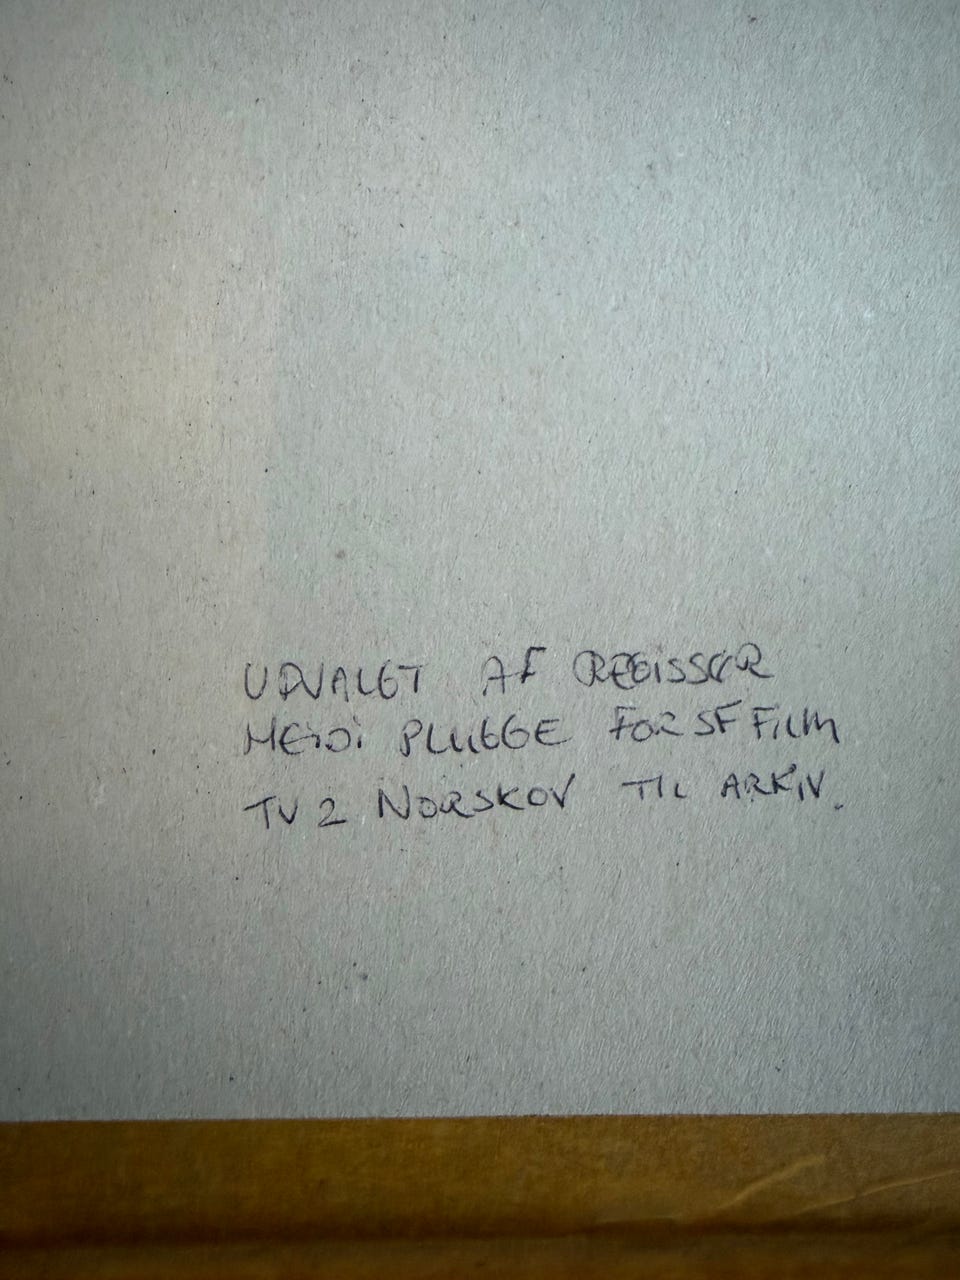 UDVALGT AF REGISSØR
HEIDI PLUGGE FOR SF FILM
TV 2 NORSKOV TIL ARKIV.